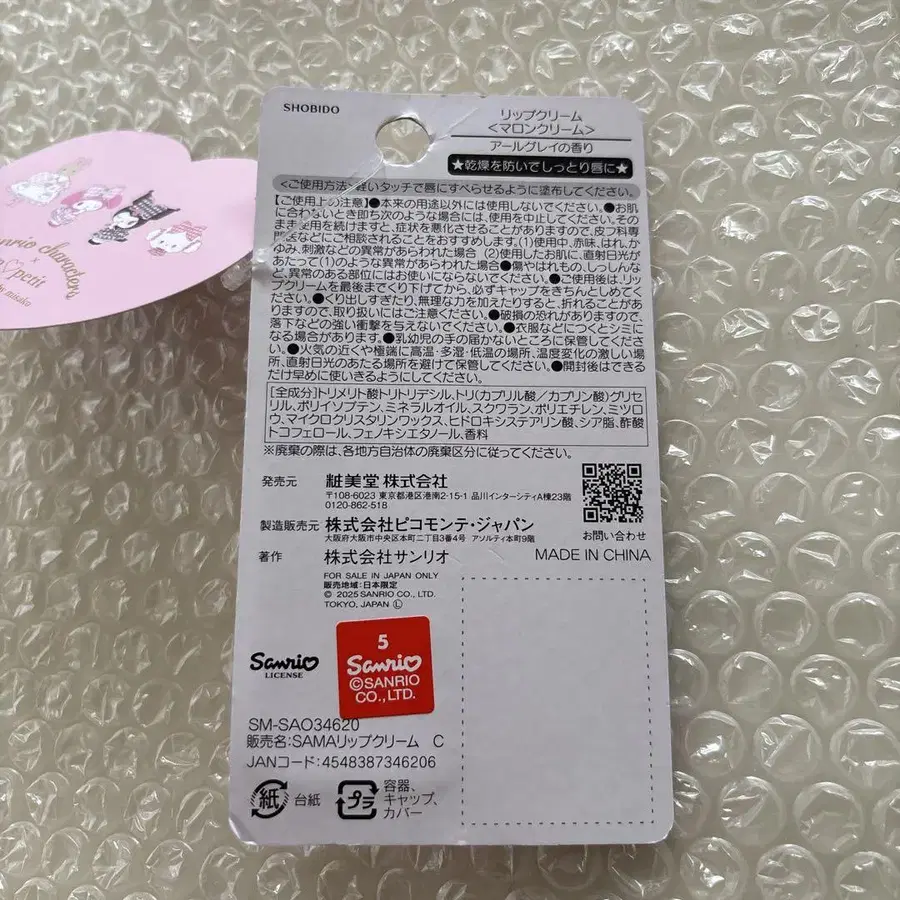 SHOBIDO
リップクリーム
<マロンクリーム>
アールグレイの香り
★乾燥を防いでしっとり唇に★
<ご使用方法>軽いタッチで唇にすべらせるように塗布してください。
【ご使用上の注意】●本来の用途以外には使用しないでください。●お肌
に合わないとき即ち次のような場合には、使用を中止してください。その
まま使用を続けますと、症状を悪化させることがありますので、皮フ科専
門医などにご相談されることをおすすめします。(1)使用中、赤味、はれ、か
ゆみ、刺激などの異常があらわれた場合 (2)使用したお肌に、直射日光が
あたって(1)のような異常があらわれた場合●傷やはれもの、しっしんな
ど、異常のある部位にはお使いにならないでください。●ご使用後は、リッ
プクリームを最後までくり下げてから、必ずキャップをきちんとしめてく
ださい。●くり出しすぎたり、無理な力を加えたりすると、折れることがあ
りますので、取り扱いにはご注意ください。●破損の恐れがありますので、
落下などの強い衝撃を与えないでください。●衣服などにつくとシミに
なる場合があります。●乳幼児の手の届かないところに保管してください。
●火気の近くや極端に高温・多湿・低温の場所、温度変化の激しい場
所、直射日光のあたる場所を避けて保管してください。●開封後はできる
だけ早めに使いきるようにしてください。
[全成分]トリメリト酸トリトリデシル、トリ(カプリル酸/カプリン酸)グリセ
リル、ポリイソブテン、ミネラルオイル、スクワラン、ポリエチレン、ミツロ
ウ、マイクロクリスタリンワックス、ヒドロキシステアリン酸、シア脂、酢酸
トコフェロール、フェノキシエタノール、香料
※廃棄の際は、各地方自治体の廃棄区分に従ってください。
発売元 粧美堂 株式会社
〒108-6023 東京都港区港南2-15-1 品川インターシティA棟23階
0120-862-518
お問い合わせ
製造販売元 株式会社ピコモンテ・ジャパン
大阪府大阪市中央区本町二丁目3番4号 アソルティ本町9階
著作 株式会社サンリオ
MADE IN CHINA
FOR SALE IN JAPAN ONLY
販売地域:日本限定
© 2025 SANRIO CO., LTD.
TOKYO, JAPAN Ⓛ
Sanrio
LICENSE
5
Sanrio
©SANRIO
CO., LTD.
SM-SAO34620
販売名:SAMAリップクリーム C
JANコード:4548387346206
紙 台紙
プラ 容器、
キャップ、
カバー
nrio characters
×
petit
misako